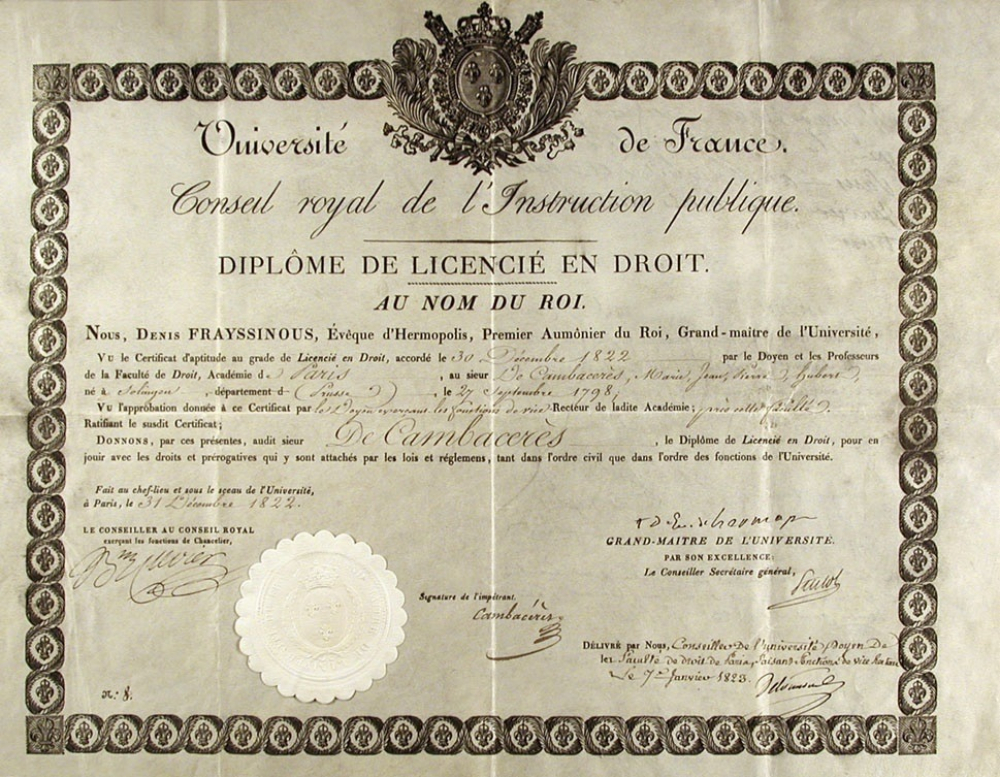 Université de France.
Conseil royal de l'Instruction publique.
DIPLÔME DE LICENCIÉ EN DROIT.
AU NOM DU ROI.
Nous, Denis FRAYSSINOUS, Évêque d'Hermopolis, Premier Aumônier du Roi, Grand-maitre de l'Université,
Vu le Certificat d'aptitude au grade de Licencié en Droit, accordé le 30 Décembre 1822 par le Doyen et les Professeurs
de la Faculté de Droit, Académie de Paris, au sieur De Cambacerès, Marie, Jean, Pierre, Hubert,
né à Solingen, département d (Prusse), le 27 Septembre 1798,
Vu l'approbation donnée à ce Certificat par le Doyen exerçant les fonctions de vice Recteur de ladite Académie; près cette faculté.
Ratifiant le susdit Certificat;
Donnons, par ces présentes, audit sieur De Cambacerès, le Diplôme de Licencié en Droit, pour en
jouir avec les droits et prérogatives qui y sont attachés par les lois et réglemens, tant dans l'ordre civil que dans l'ordre des fonctions de l'Université.
Fait au chef-lieu et sous le sceau de l'Université,
à Paris, le 31 Décembre 1822.
LE CONSEILLER AU CONSEIL ROYAL
exerçant les fonctions de Chancelier,
Bon Cuvier
GRAND-MAITRE DE L'UNIVERSITÉ.
PAR SON EXCELLENCE:
Le Conseiller Secrétaire général,
Signature de l'impétrant.
Cambacérès
Délivré par Nous, Conseiller De l'université, Doyen De
la Faculté de droit de Paris, faisant fonctions de vice Recteur
Le 7 Janvier 1823.
N.º 8.